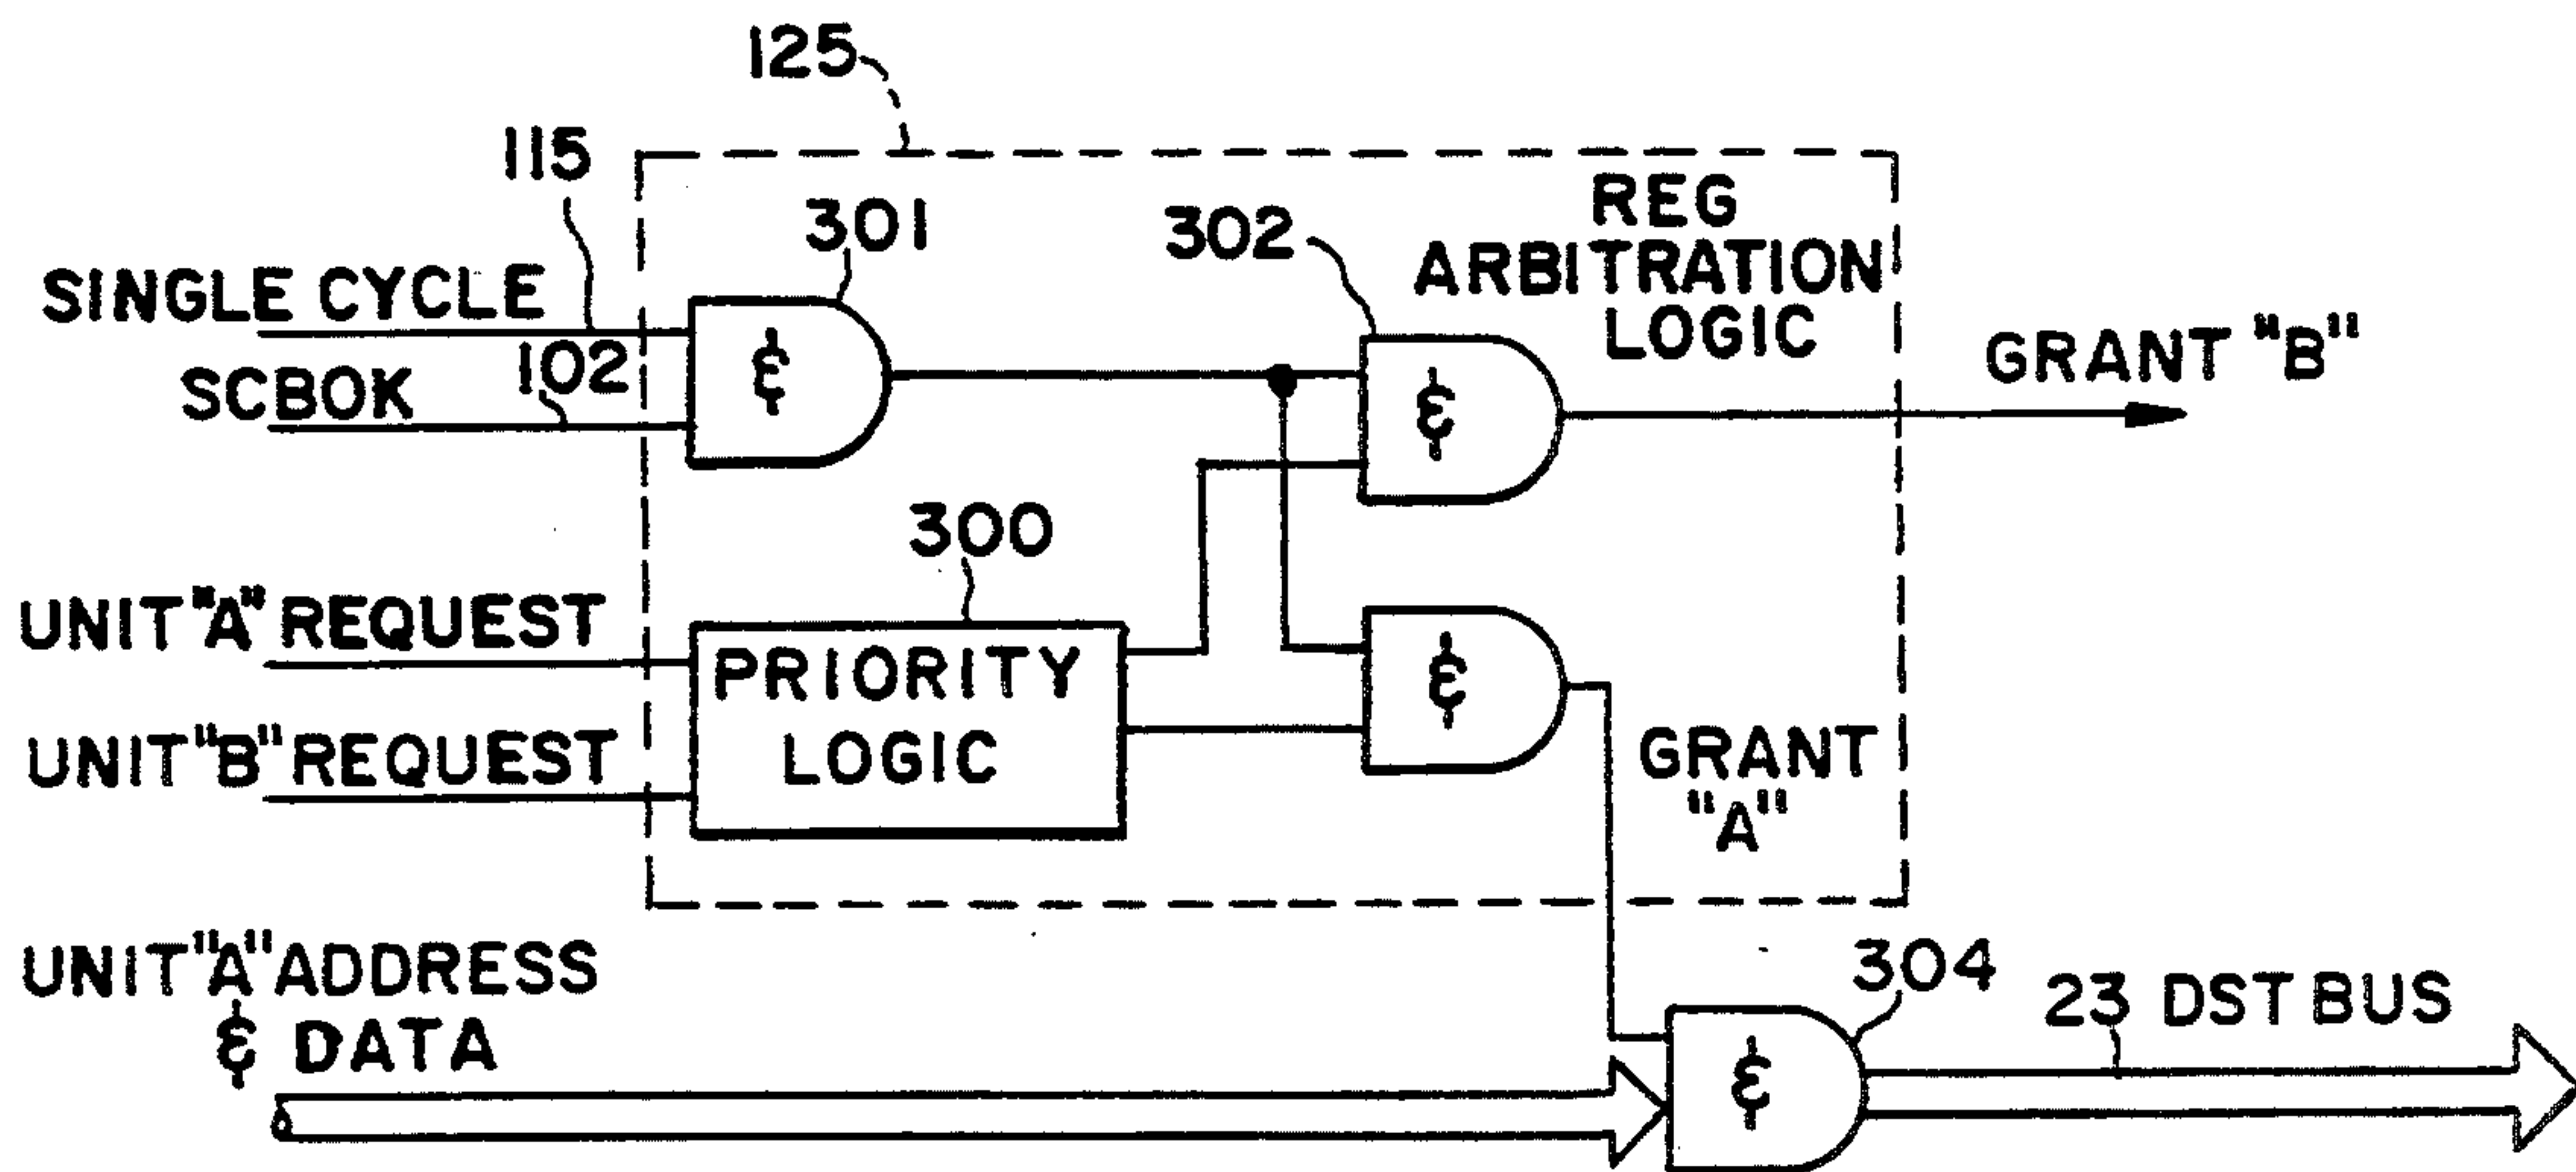 125
115
301
302
REG
ARBITRATION
LOGIC
SINGLE CYCLE
SCBOK
102
&
&
GRANT "B"
300
UNIT "A" REQUEST
UNIT "B" REQUEST
PRIORITY
LOGIC
&
GRANT
"A"
UNIT "A" ADDRESS
& DATA
304
&
23 DST BUS